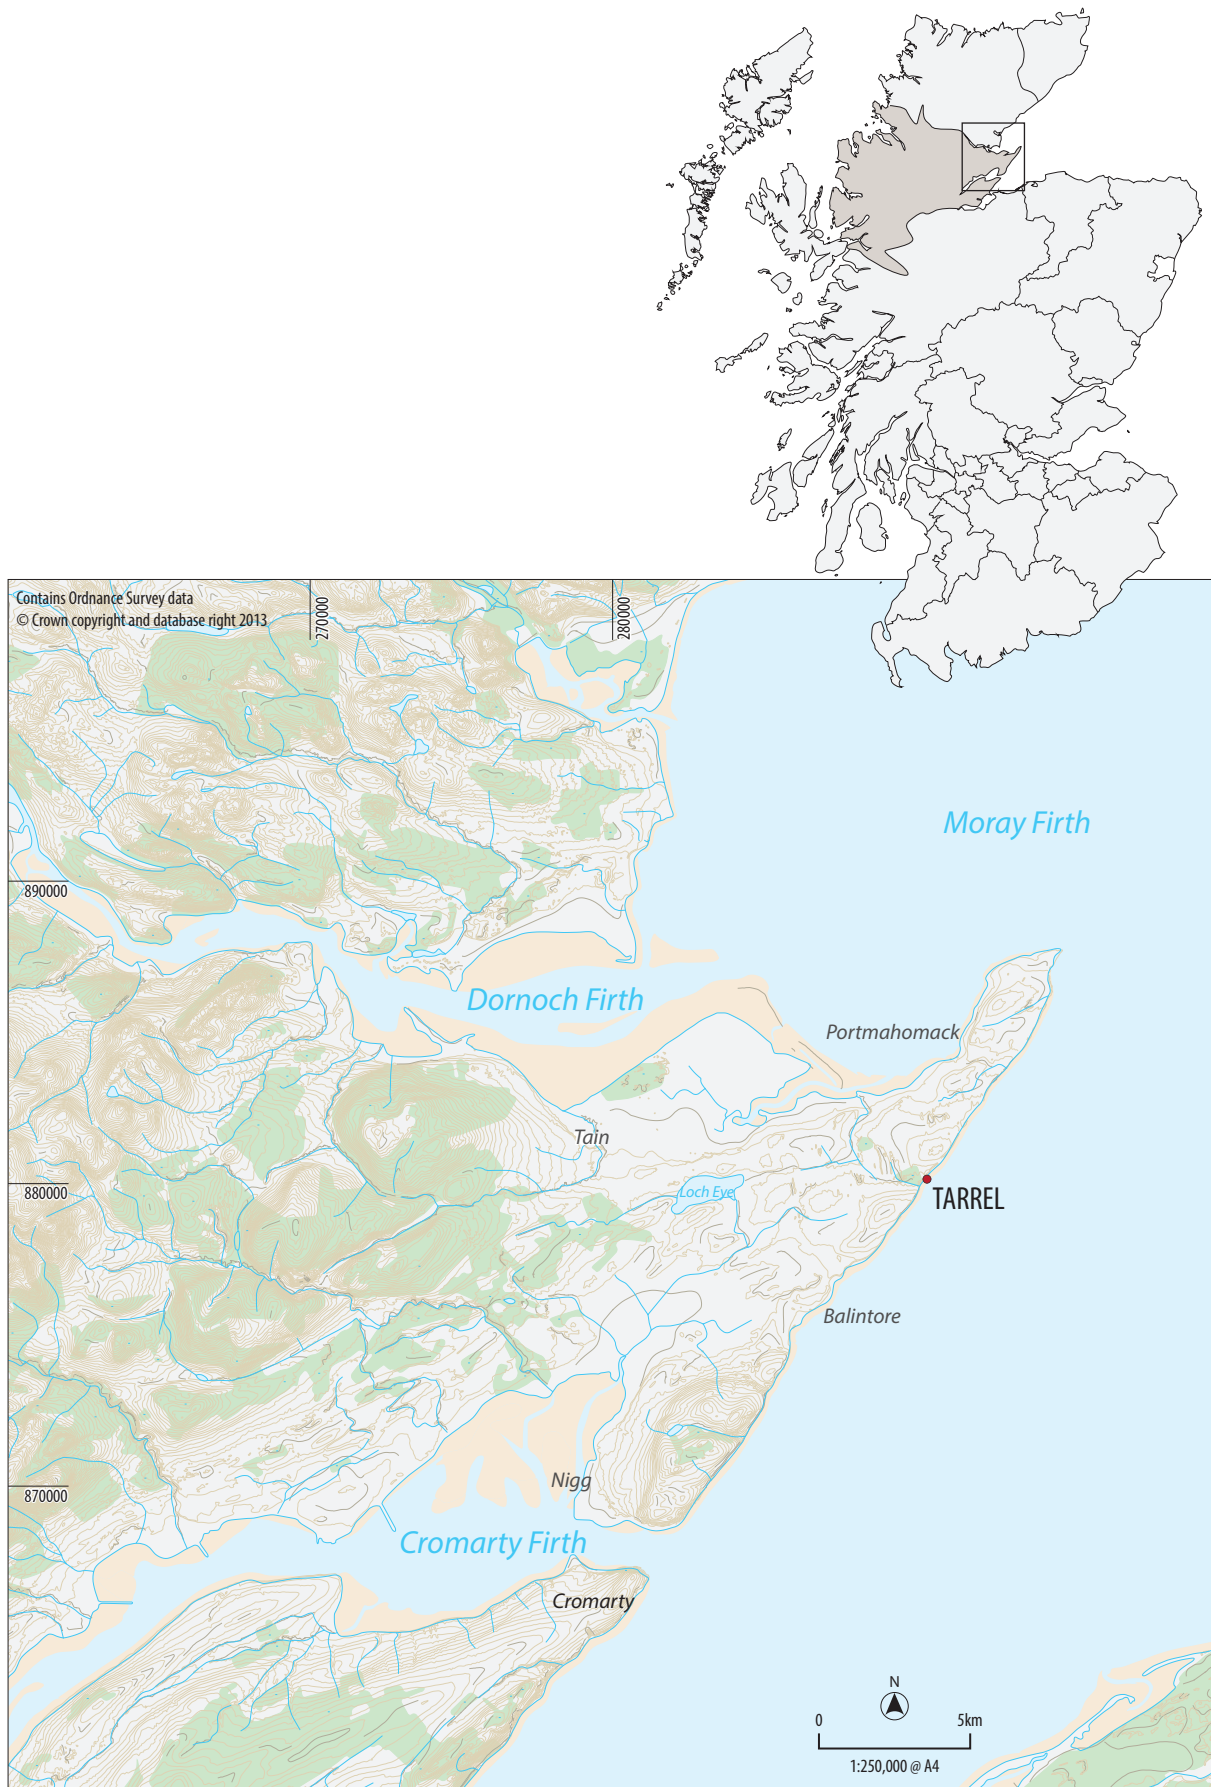 Contains Ordnance Survey data
© Crown copyright and database right 2013
270000
280000
Moray Firth
890000
Dornoch Firth
Portmahomack
Tain
880000
Loch Eye
TARREL
Balintore
Nigg
870000
Cromarty Firth
Cromarty
N
0 5km
1:250,000 @ A4